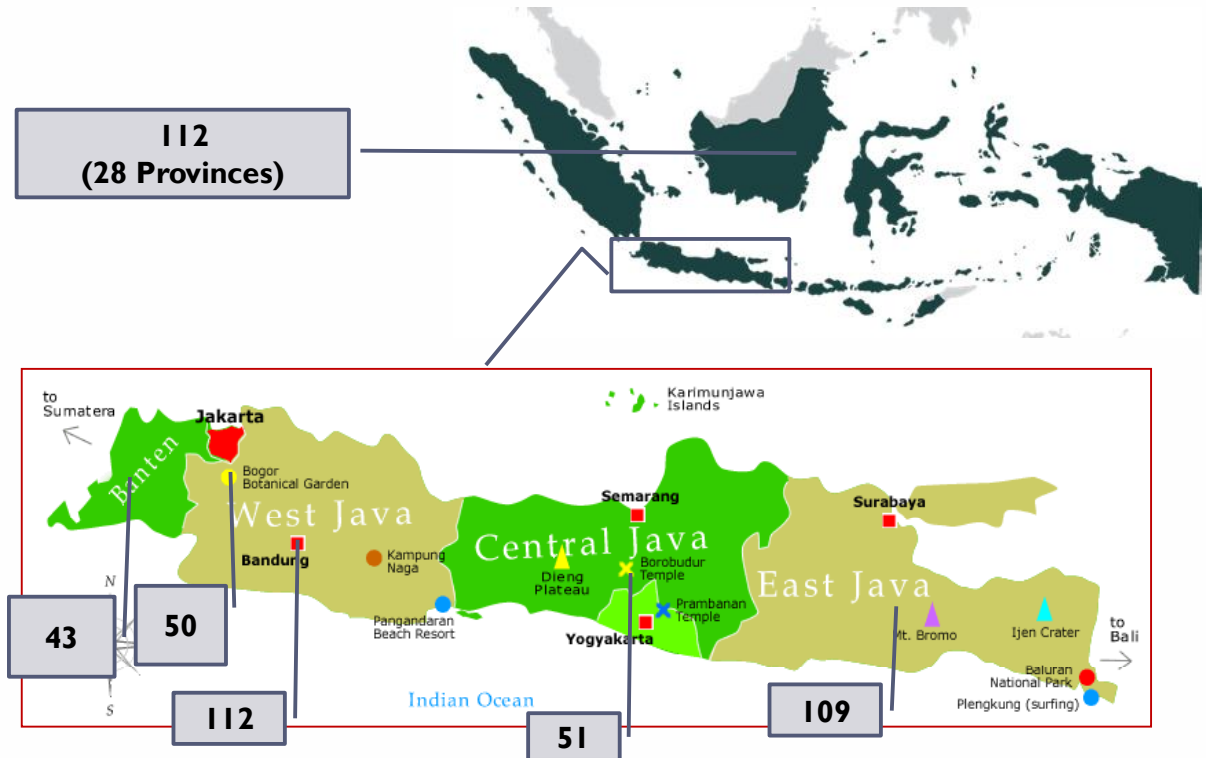 112
(28 Provinces)
to
Sumatera
Karimunjawa
Islands
Jakarta
Banten
Bogor
Botanical Garden
West Java
Semarang
Surabaya
Central Java
Bandung
Kampung
Naga
Dieng
Plateau
Borobudur
Temple
East Java
N
Pangandaran
Beach Resort
Prambanan
Temple
Yogyakarta
Mt. Bromo
Ijen Crater
to
Bali
43
50
Baluran
National Park
Plengkung (surfing)
S
Indian Ocean
112
51
109